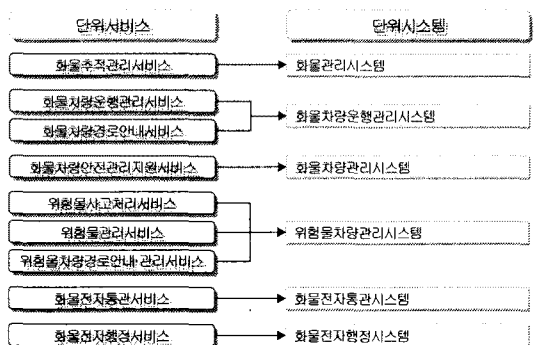 단위서비스 단위시스템
화물추적관리서비스 화물관리시스템
화물차량운행관리서비스
화물차량운행관리시스템
화물차량경로안내서비스
화물차량안전관리지원서비스 화물차량관리시스템
위험물사고처리서비스
위험물관리서비스 위험물차량관리시스템
위험물차량경로안내·관리서비스
화물전자통관서비스 화물전자통관시스템
화물전자행정서비스 화물전자행정시스템